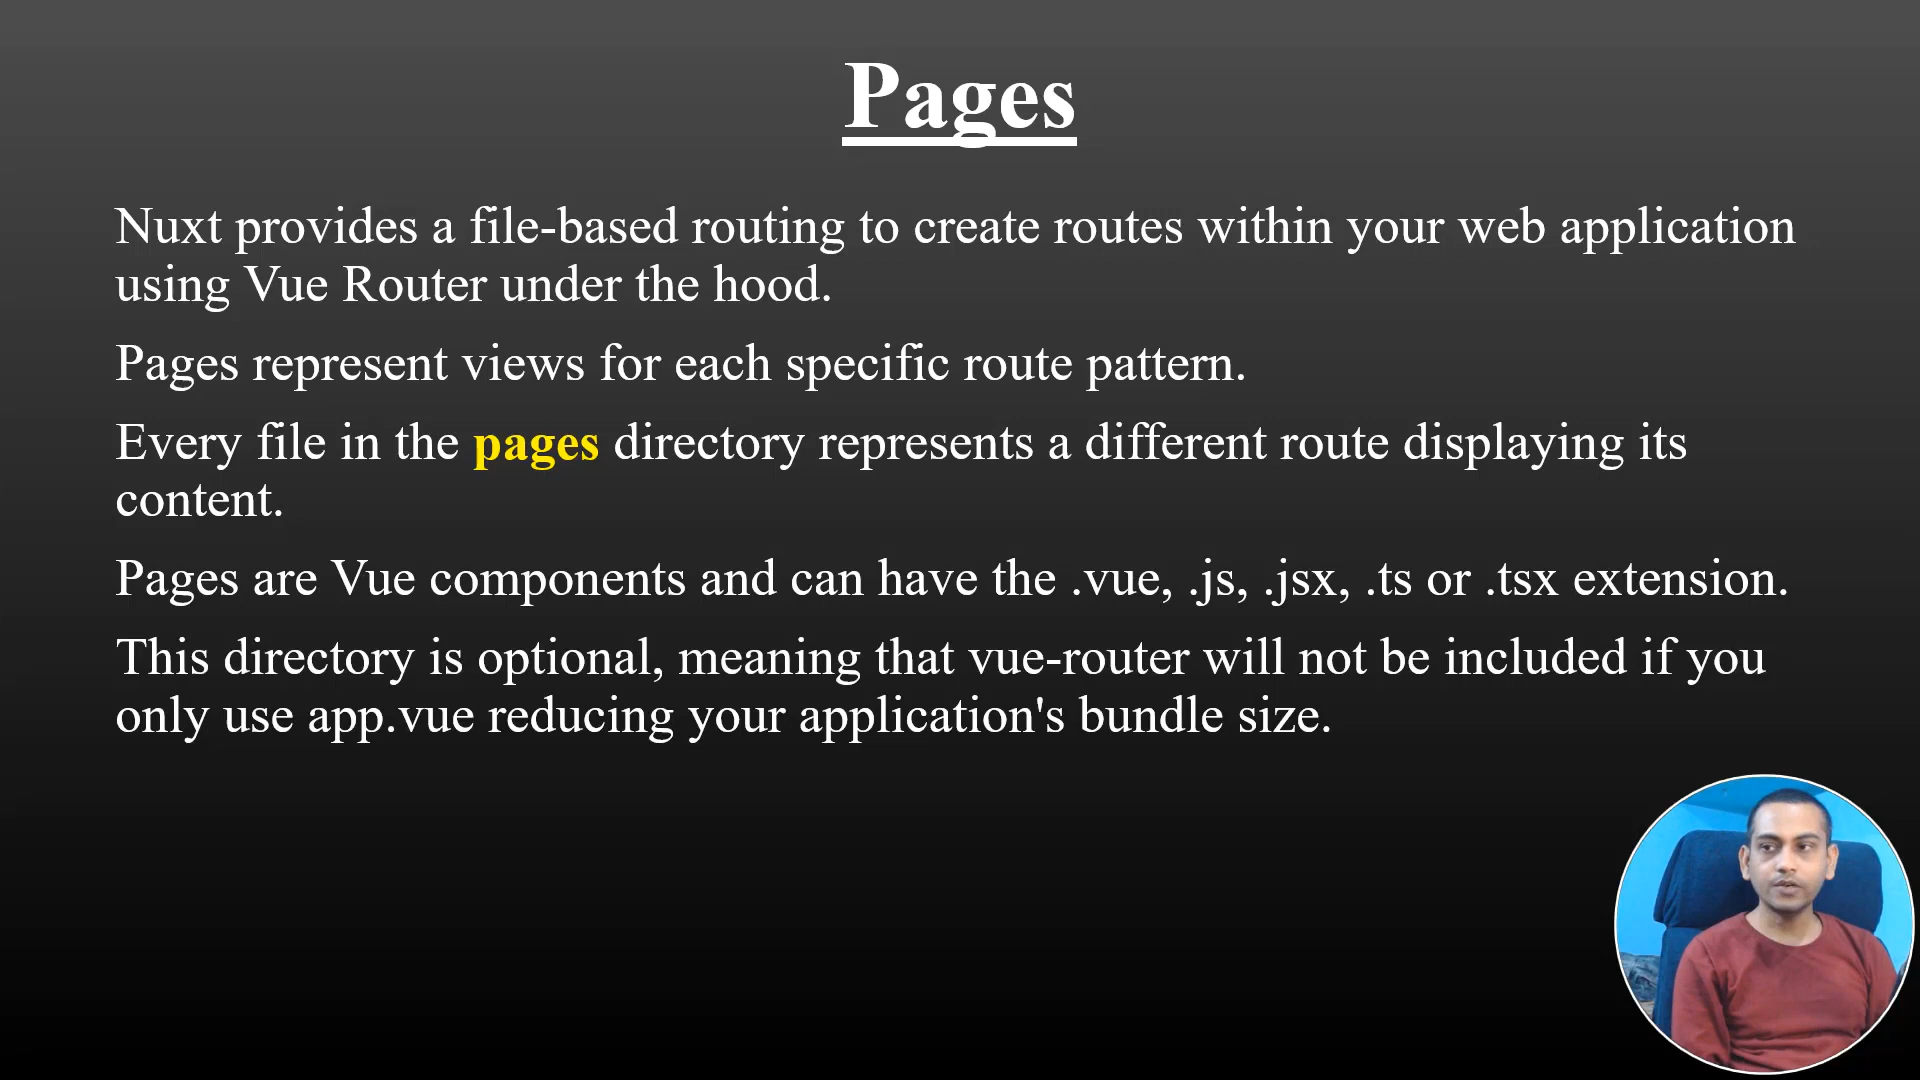 Pages
Nuxt provides a file-based routing to create routes within your web application
using Vue Router under the hood.
Pages represent views for each specific route pattern.
Every file in the pages directory represents a different route displaying its
content.
Pages are Vue components and can have the .vue, .js, .jsx, .ts or .tsx extension.
This directory is optional, meaning that vue-router will not be included if you
only use app.vue reducing your application's bundle size.